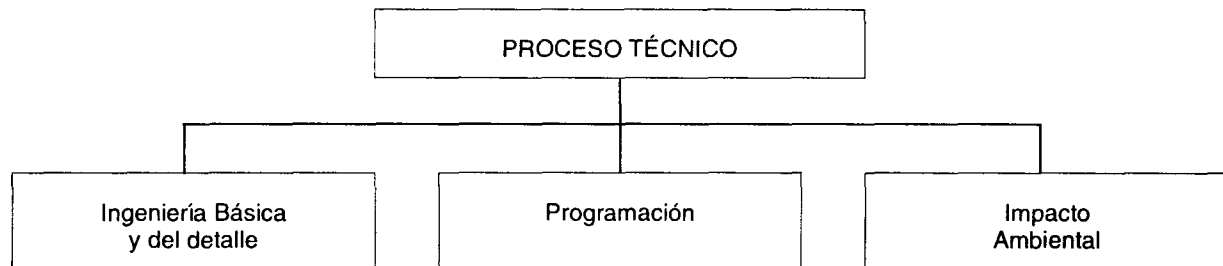 PROCESO TÉCNICO
Ingeniería Básica
y del detalle
Programación
Impacto
Ambiental